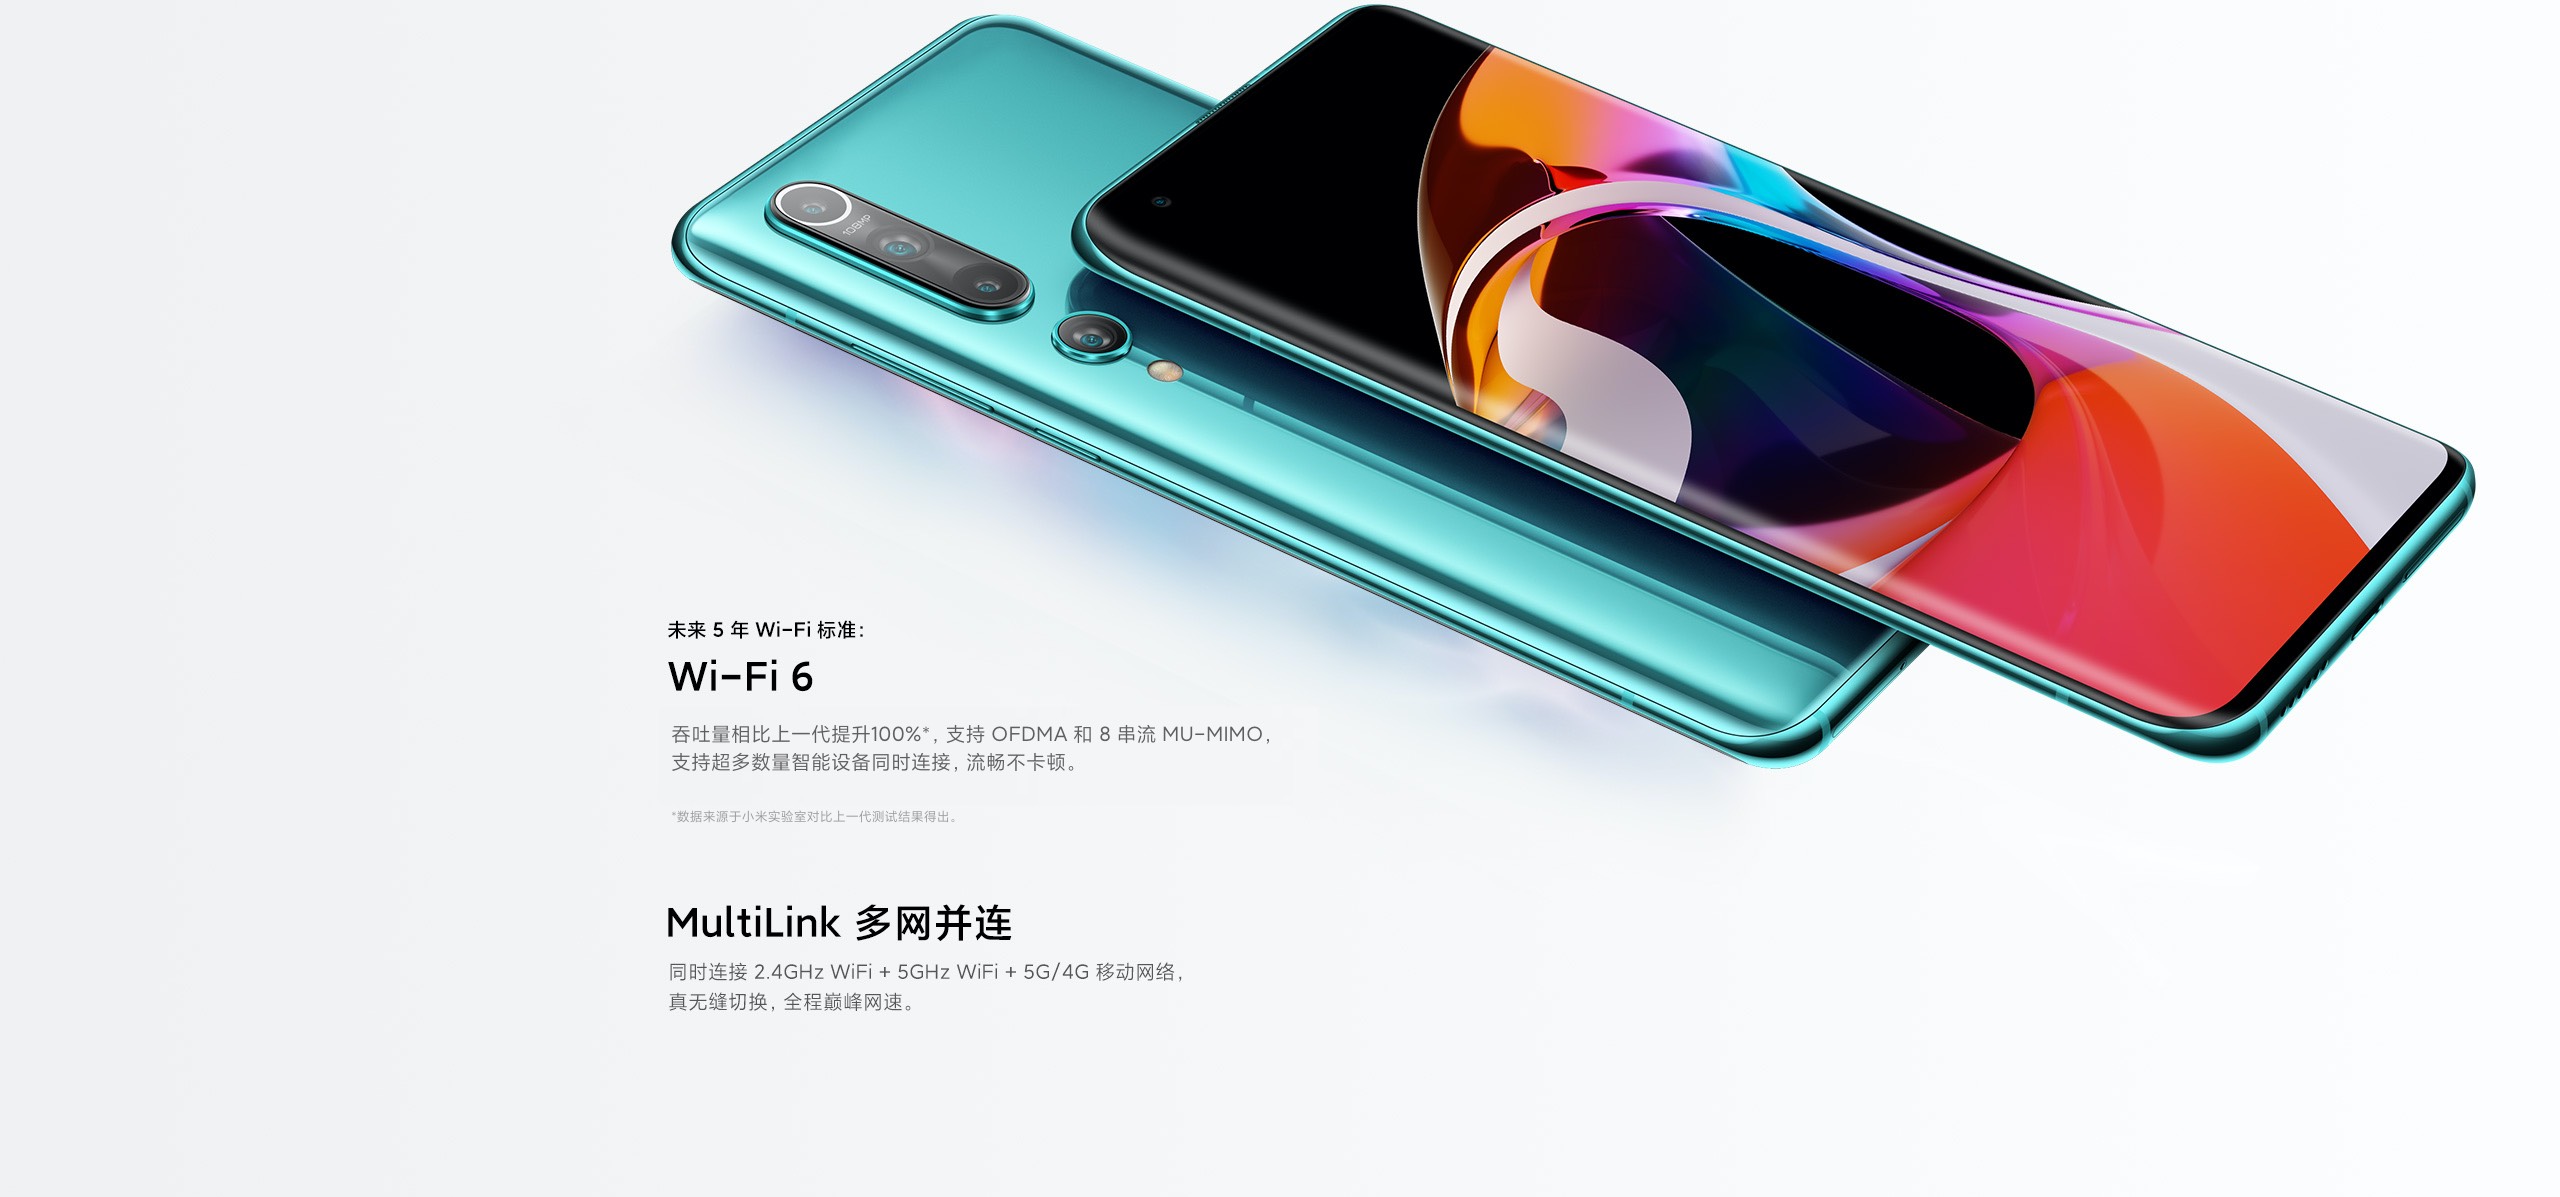 108MP
未来 5 年 Wi-Fi 标准:
Wi-Fi 6
吞吐量相比上一代提升100%*, 支持 OFDMA 和 8 串流 MU-MIMO,
支持超多数量智能设备同时连接, 流畅不卡顿。
*数据来源于小米实验室对比上一代测试结果得出。
MultiLink 多网并连
同时连接 2.4GHz WiFi + 5GHz WiFi + 5G/4G 移动网络,
真无缝切换, 全程巅峰网速。